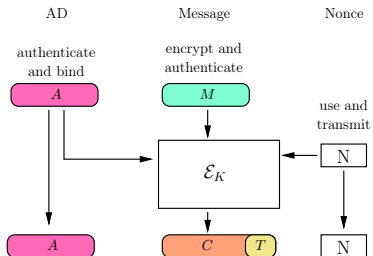 AD Message Nonce
authenticate
and bind
encrypt and
authenticate
use and
transmit
A M
N
ℰ_K
A C T N